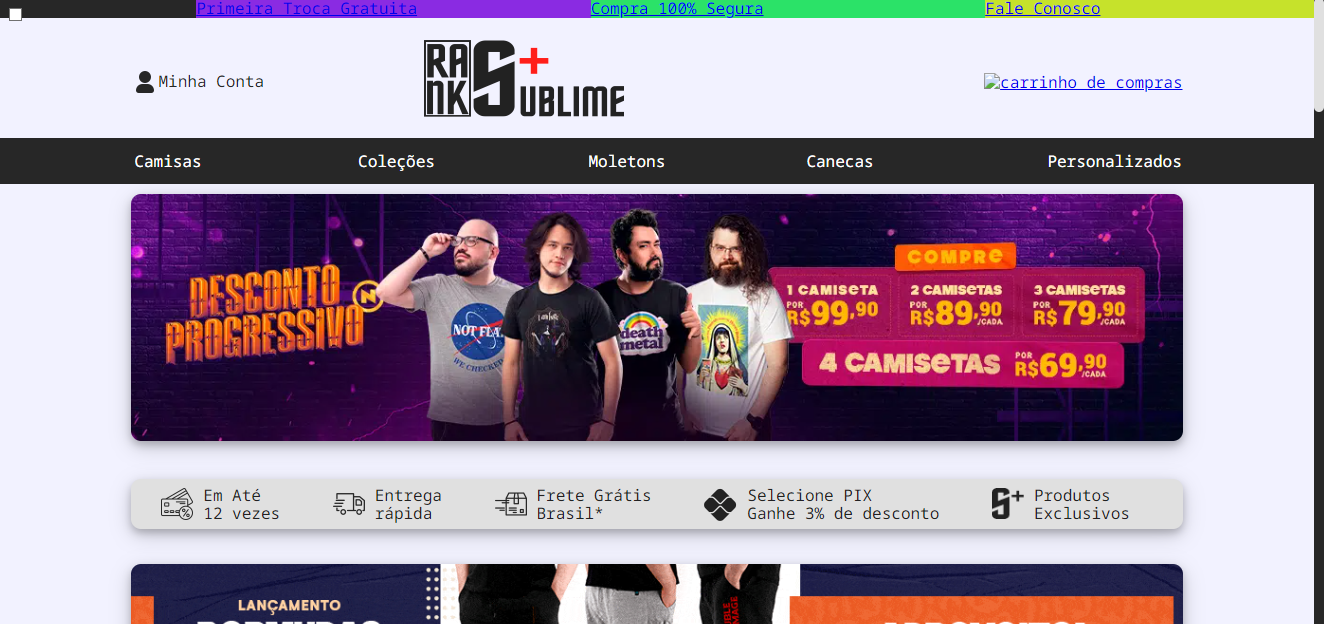 Primeira Troca Gratuita
Compra 100% Segura
Fale Conosco
Minha Conta
RA
NK
SUBLIME
+
carrinho de compras
Camisas
Coleções
Moletons
Canecas
Personalizados
DESCONTO
PROGRESSIVO
N
NOT FLAT
WE CHECKED
death
metal
COMPRE
1 CAMISETA
POR
R$99,90
2 CAMISETAS
POR
R$89,90
/CADA
3 CAMISETAS
POR
R$79,90
/CADA
4 CAMISETAS
POR
R$69,90
/CADA
Em Até
12 vezes
Entrega
rápida
Frete Grátis
Brasil*
Selecione PIX
Ganhe 3% de desconto
S+
Produtos
Exclusivos
LANÇAMENTO